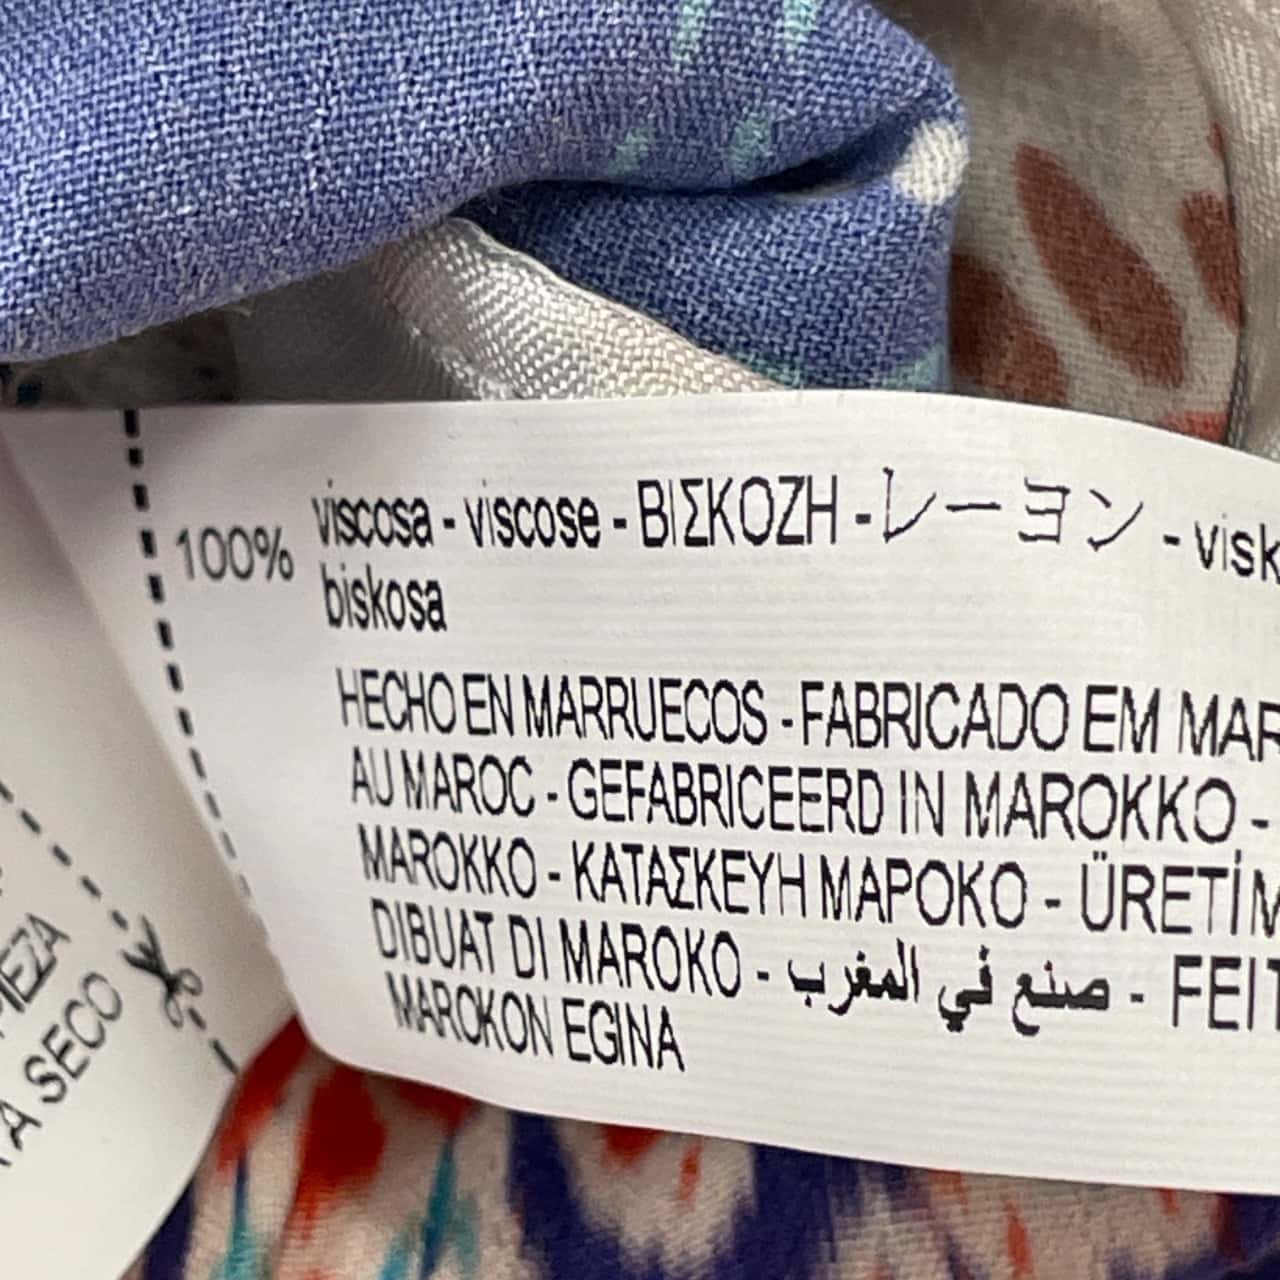 100% viscosa - viscose - ΒΙΣΚΟΖΗ - レーヨン - visk
biskosa
HECHO EN MARRUECOS - FABRICADO EM MAR
AU MAROC - GEFABRICEERD IN MAROKKO -
MAROKKO - ΚΑΤΑΣΚΕΥΗ ΜΑΡΟΚΟ - ÜRETİM
DIBUAT DI MAROKO - صنع في المغرب - FEIT
MAROKON EGINA
PIEZA
A SECO